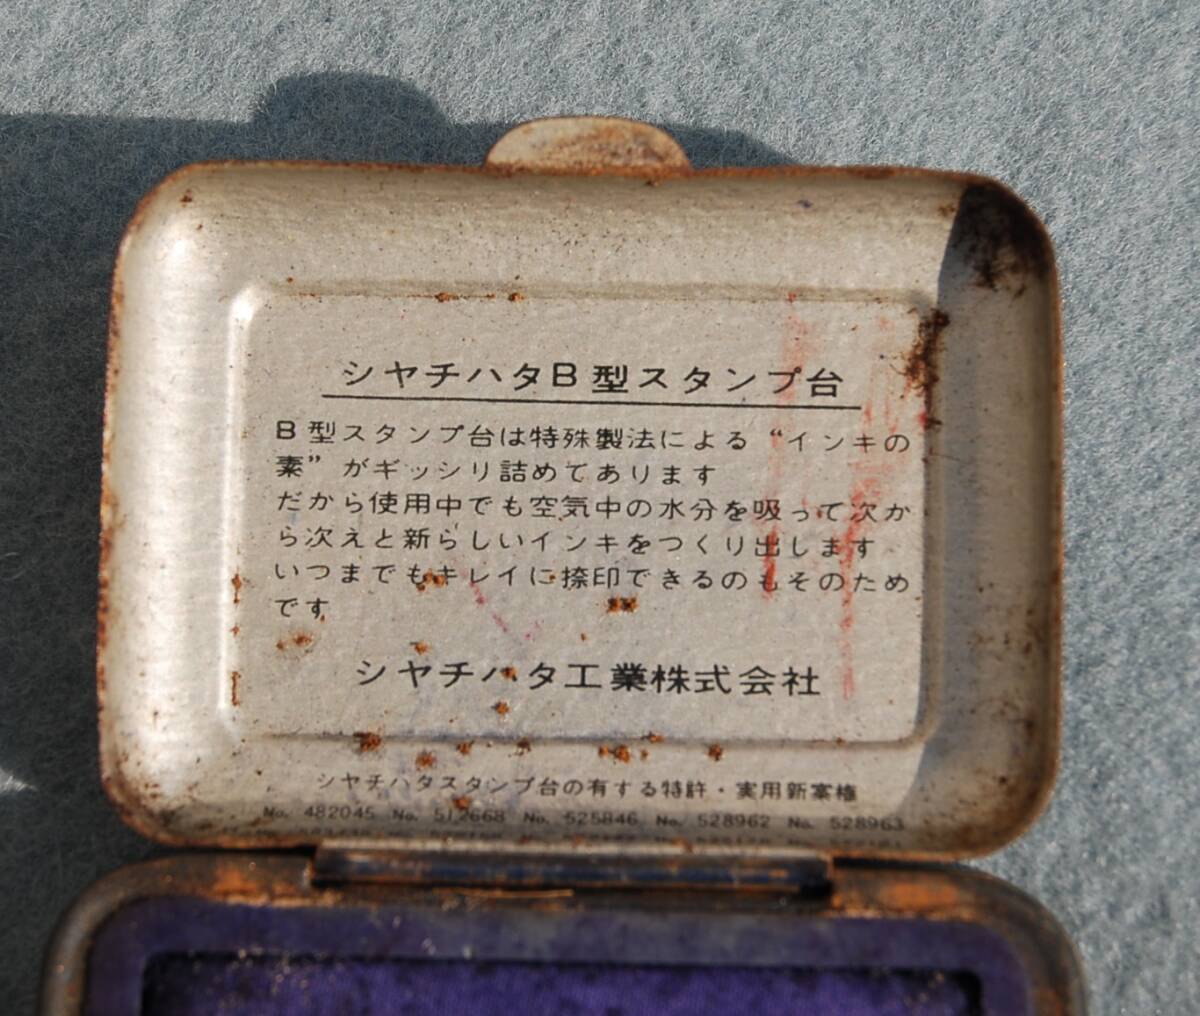 シヤチハタB型スタンプ台
B型スタンプ台は特殊製法による“インキの
素”がギッシリ詰めてあります
だから使用中でも空気中の水分を吸って次か
ら次えと新らしいインキをつくり出します
いつまでもキレイに捺印できるのもそのため
です
シヤチハタ工業株式会社
シヤチハタスタンプ台の有する特許・実用新案権
No. 482045 No. 512668 No. 525846 No. 528962 No. 528963